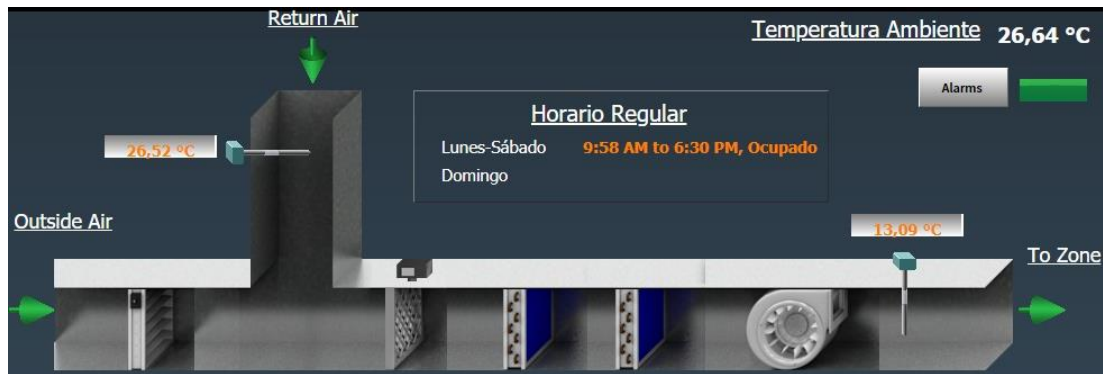 Return Air
Temperatura Ambiente 26,64 °C
Alarms
Horario Regular
Lunes-Sábado 9:58 AM to 6:30 PM, Ocupado
Domingo
26,52 °C
Outside Air
13,09 °C
To Zone